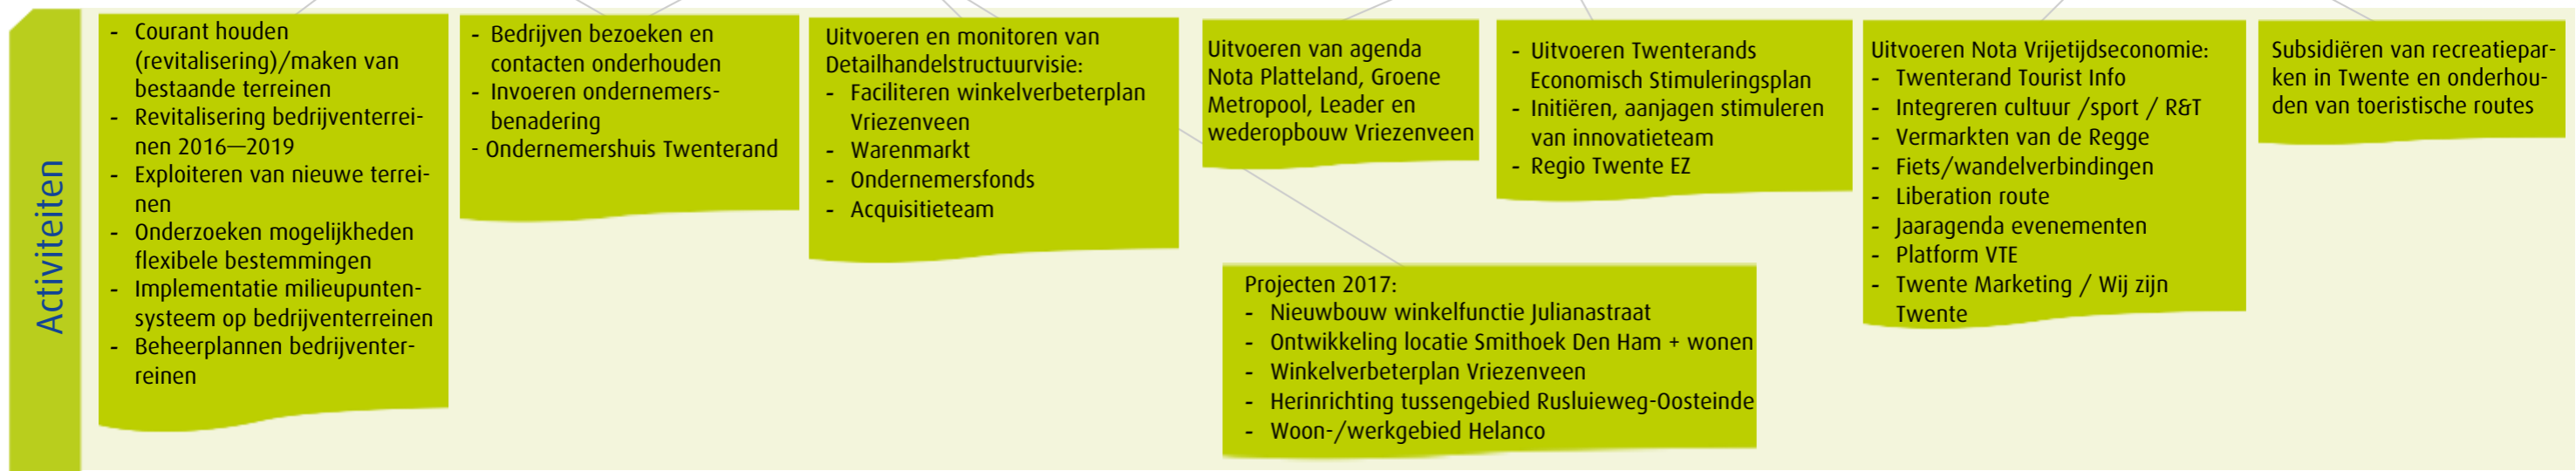 Activiteiten
- Courant houden
(revitalisering)/maken van
bestaande terreinen
- Revitalisering bedrijventerrei-
nen 2016—2019
- Exploiteren van nieuwe terrei-
nen
- Onderzoeken mogelijkheden
flexibele bestemmingen
- Implementatie milieupunten-
systeem op bedrijventerreinen
- Beheerplannen bedrijventer-
reinen
- Bedrijven bezoeken en
contacten onderhouden
- Invoeren ondernemers-
benadering
- Ondernemershuis Twenterand
Uitvoeren en monitoren van
Detailhandelstructuurvisie:
- Faciliteren winkelverbeterplan
Vriezenveen
- Warenmarkt
- Ondernemersfonds
- Acquisitieteam
Uitvoeren van agenda
Nota Platteland, Groene
Metropool, Leader en
wederopbouw Vriezenveen
- Uitvoeren Twenterands
Economisch Stimuleringsplan
- Initiëren, aanjagen stimuleren
van innovatieteam
- Regio Twente EZ
Uitvoeren Nota Vrijetijdseconomie:
- Twenterand Tourist Info
- Integreren cultuur /sport / R&T
- Vermarkten van de Regge
- Fiets/wandelverbindingen
- Liberation route
- Jaaragenda evenementen
- Platform VTE
- Twente Marketing / Wij zijn
Twente
Subsidiëren van recreatiepar-
ken in Twente en onderhou-
den van toeristische routes
Projecten 2017:
- Nieuwbouw winkelfunctie Julianastraat
- Ontwikkeling locatie Smithoek Den Ham + wonen
- Winkelverbeterplan Vriezenveen
- Herinrichting tussengebied Rusluieweg-Oosteinde
- Woon-/werkgebied Helanco